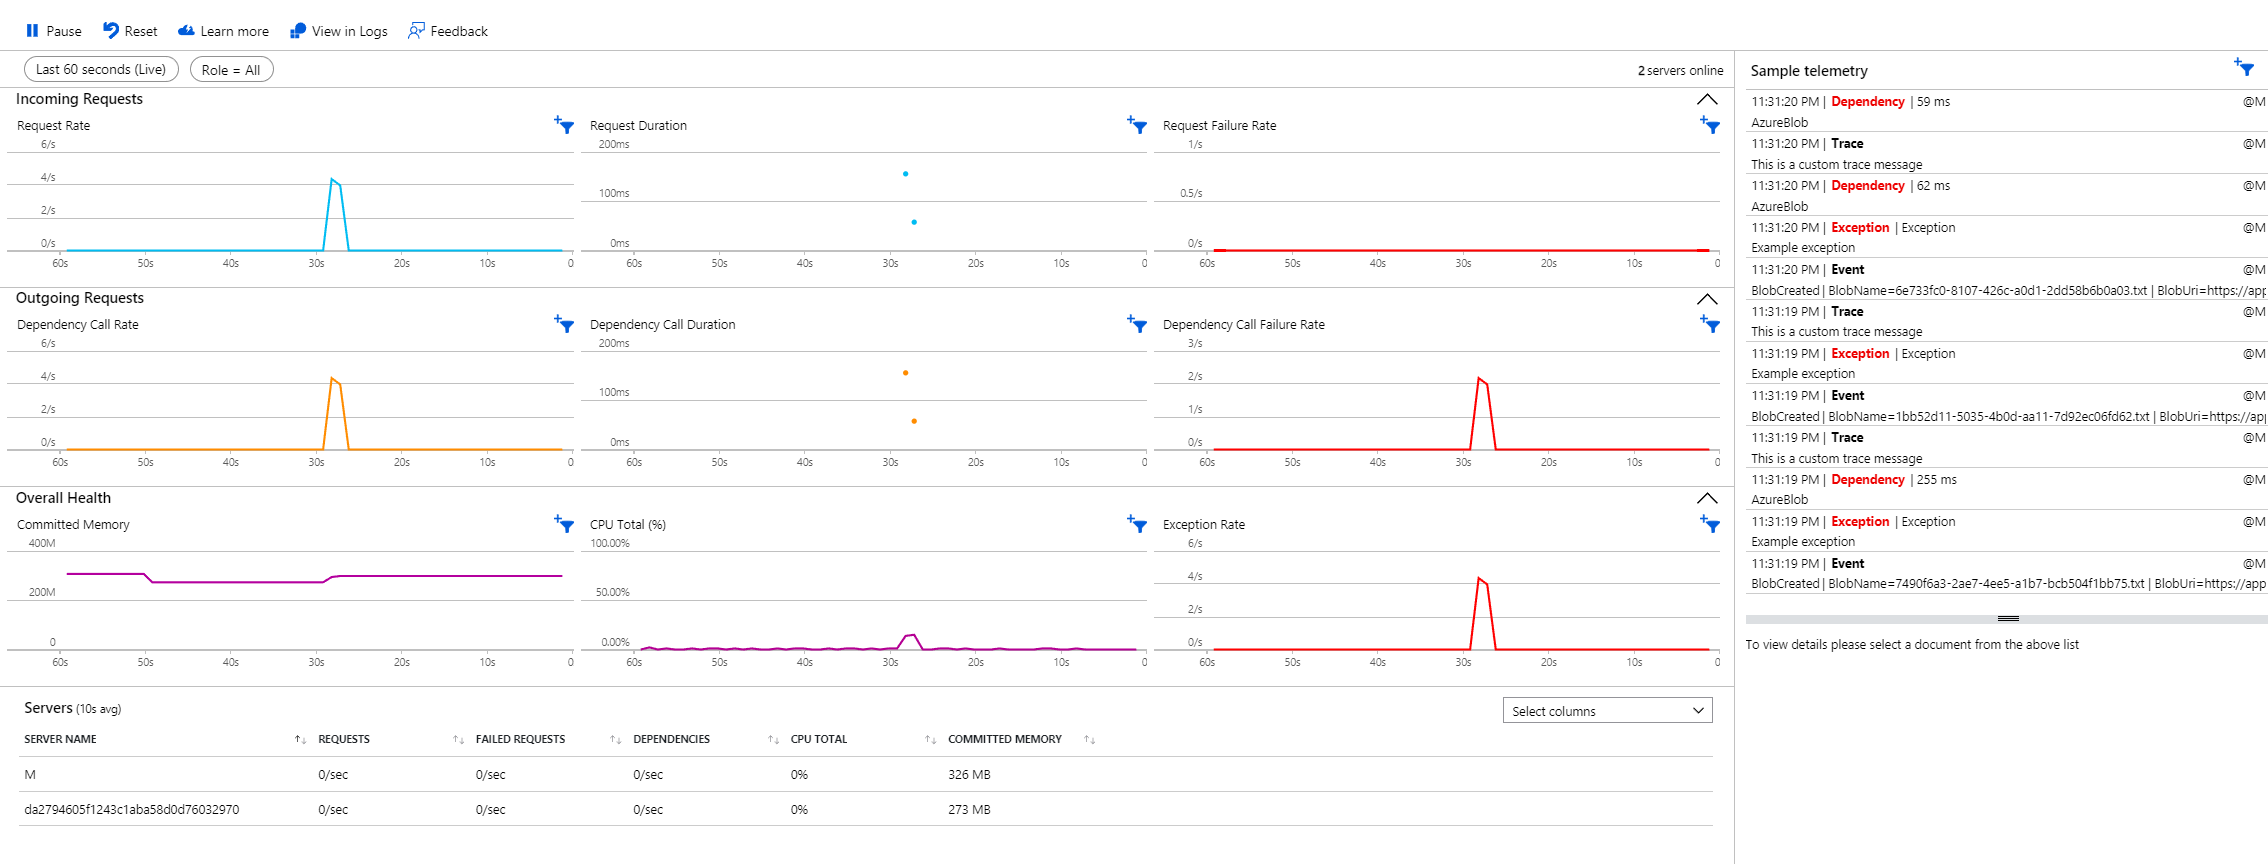 Pause Reset Learn more View in Logs Feedback
Last 60 seconds (Live) Role = All 2 servers online
Incoming Requests
Request Rate
6/s
4/s
2/s
0/s
60s 50s 40s 30s 20s 10s 0
Request Duration
200ms
100ms
0ms
60s 50s 40s 30s 20s 10s 0
Request Failure Rate
1/s
0.5/s
0/s
60s 50s 40s 30s 20s 10s 0
Outgoing Requests
Dependency Call Rate
6/s
4/s
2/s
0/s
60s 50s 40s 30s 20s 10s 0
Dependency Call Duration
200ms
100ms
0ms
60s 50s 40s 30s 20s 10s 0
Dependency Call Failure Rate
3/s
2/s
1/s
0/s
60s 50s 40s 30s 20s 10s 0
Overall Health
Committed Memory
400M
200M
0
60s 50s 40s 30s 20s 10s 0
CPU Total (%)
100.00%
50.00%
0.00%
60s 50s 40s 30s 20s 10s 0
Exception Rate
6/s
4/s
2/s
0/s
60s 50s 40s 30s 20s 10s 0
Servers (10s avg)
Select columns
SERVER NAME REQUESTS FAILED REQUESTS DEPENDENCIES CPU TOTAL COMMITTED MEMORY
M 0/sec 0/sec 0/sec 0% 326 MB
da2794605f1243c1aba58d0d76032970 0/sec 0/sec 0/sec 0% 273 MB
Sample telemetry
11:31:20 PM | Dependency | 59 ms @M
AzureBlob
11:31:20 PM | Trace @M
This is a custom trace message
11:31:20 PM | Dependency | 62 ms @M
AzureBlob
11:31:20 PM | Exception | Exception @M
Example exception
11:31:20 PM | Event @M
BlobCreated | BlobName=6e733fc0-8107-426c-a0d1-2dd58b6b0a03.txt | BlobUri=https://app
11:31:19 PM | Trace @M
This is a custom trace message
11:31:19 PM | Exception | Exception @M
Example exception
11:31:19 PM | Event @M
BlobCreated | BlobName=1bb52d11-5035-4b0d-aa11-7d92ec06fd62.txt | BlobUri=https://app
11:31:19 PM | Trace @M
This is a custom trace message
11:31:19 PM | Dependency | 255 ms @M
AzureBlob
11:31:19 PM | Exception | Exception @M
Example exception
11:31:19 PM | Event @M
BlobCreated | BlobName=7490f6a3-2ae7-4ee5-a1b7-bcb504f1bb75.txt | BlobUri=https://app
To view details please select a document from the above list